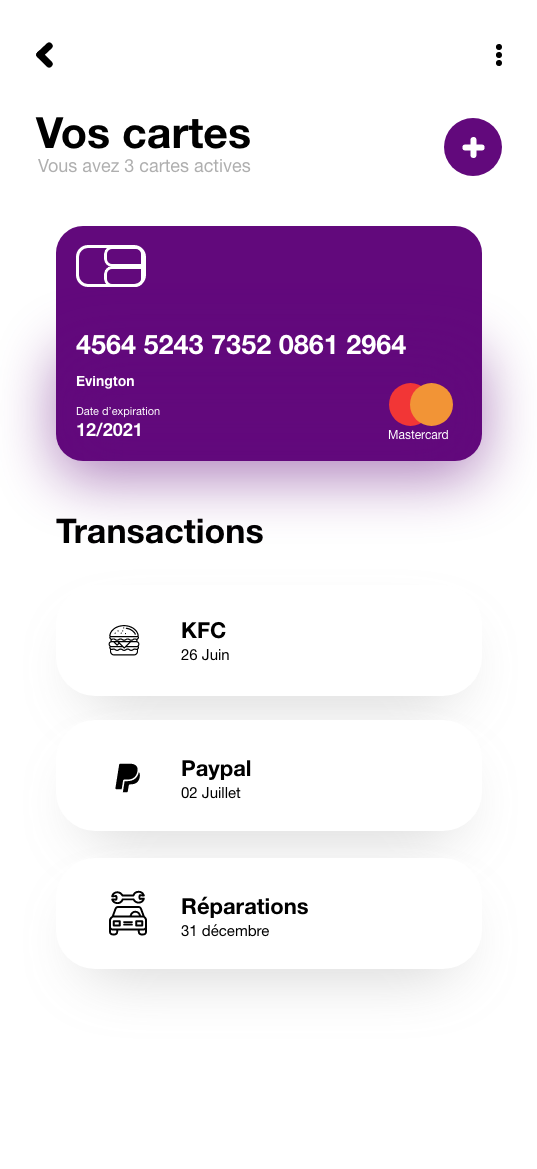 Vos cartes
Vous avez 3 cartes actives
4564 5243 7352 0861 2964
Evington
Date d'expiration
12/2021
Mastercard
Transactions
KFC
26 Juin
Paypal
02 Juillet
Réparations
31 décembre